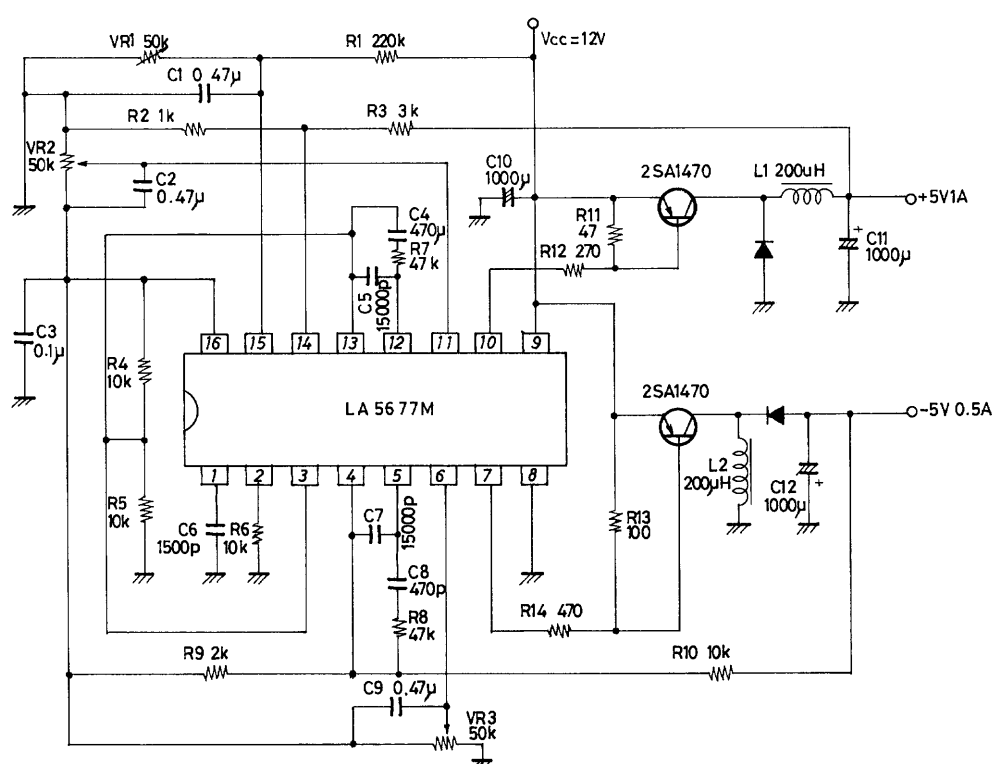 Vcc=12V
VR1 50k
R1 220k
C1 0.47μ
R2 1k
R3 3k
VR2
50k
C2
0.47μ
C10
1000μ
2SA1470
L1 200uH
+5V1A
C4
470μ
R7
47k
C5
15000p
R11
47
R12 270
C11
+
1000μ
C3
0.1μ
16
15
14
13
12
11
10
9
R4
10k
LA5677M
2SA1470
-5V 0.5A
R5
10k
1
2
3
4
5
6
7
8
L2
200μH
C12
1000μ
+
C6
1500p
R6
10k
C7
15000p
R13
100
C8
470p
R8
47k
R14 470
R9 2k
R10 10k
C9 0.47μ
VR3
50k